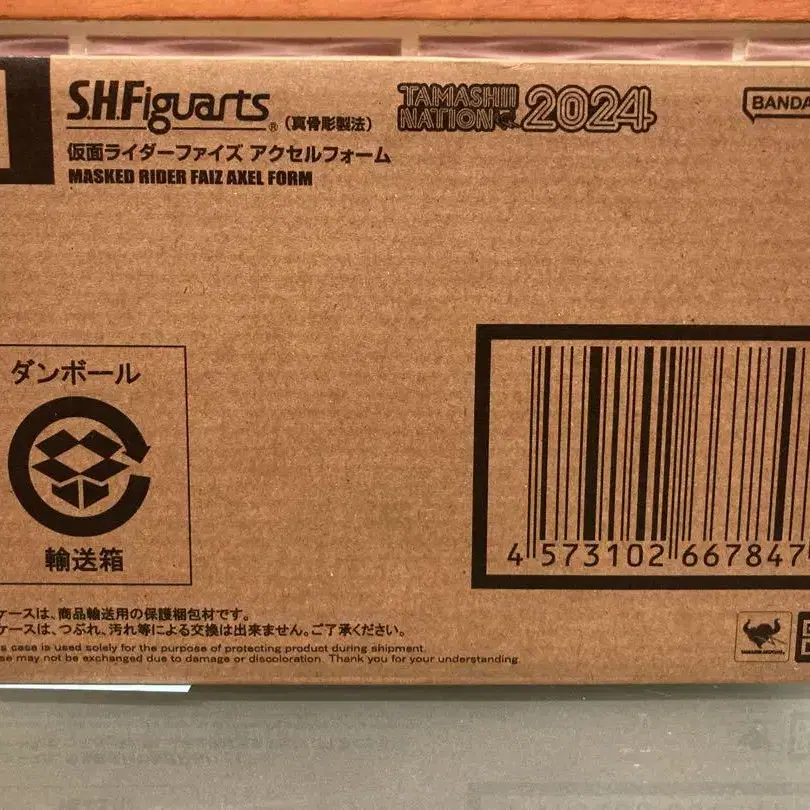 S.H.Figuarts® (真骨彫製法)
TAMASHII NATION 2024
BANDA
仮面ライダーファイズ アクセルフォーム
MASKED RIDER FAIZ AXEL FORM
ダンボール
輸送箱
4 573102 667847
ケースは、商品輸送用の保護梱包材です。
ケースは、つぶれ、汚れ等による交換は出来ません。ご了承ください。
s case is used solely for the purpose of protecting product during shipment.
se may not be exchanged due to damage or discoloration. Thank you for your understanding.
TAMASHII NATIONS